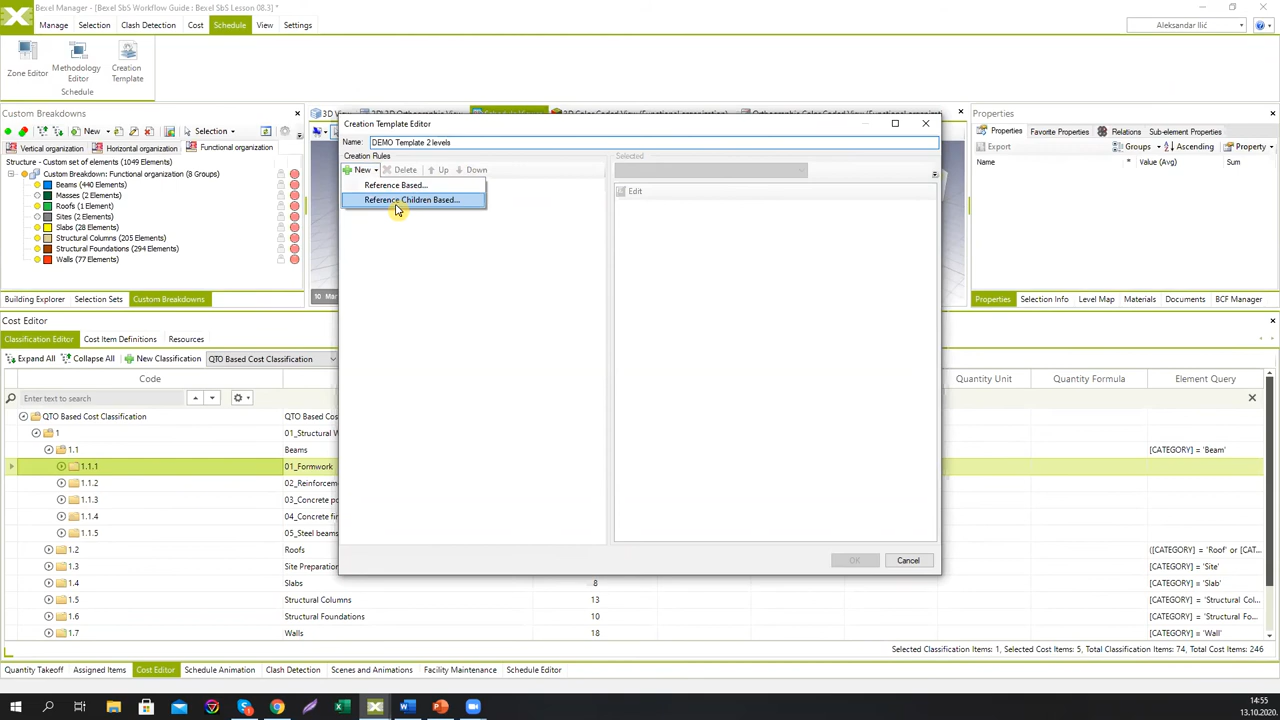 Bexel Manager - Bexel SbS Workflow Guide : Bexel SbS Lesson 08.3*]
Manage Selection Clash Detection Cost Schedule View Settings
Aleksandar Ilić
Zone Editor
Methodology Editor
Creation Template
Schedule
Custom Breakdowns
New
Selection
Vertical organization Horizontal organization Functional organization
Structure - Custom set of elements (1049 Elements)
Custom Breakdowns: Functional organization (8 Groups)
Beams (440 Elements)
Masses (2 Elements)
Roofs (1 Element)
Sites (2 Element)
Slabs (28 Elements)
Structural Columns (205 Elements)
Structural Foundations (294 Elements)
Walls (77 Elements)
Building Explorer Selection Sets Custom Breakdowns
3D View
10 Mar
Creation Template Editor
Name: DEMO Template 2 levels
Creation Rules
New Delete Up Down
Reference Based...
Reference Children Based...
Selected
Edit
OK Cancel
Properties
Properties Favorite Properties Relations Sub-element Properties
Export Groups Ascending Property
Name * Value (Avg) Sum
Properties Selection Info Level Map Materials Documents BCF Manager
Cost Editor
Classification Editor Cost Item Definitions Resources
Expand All Collapse All New Classification QTO Based Cost Classification
Code Quantity Unit Quantity Formula Element Query
Enter text to search
QTO Based Cost Classification QTO Based Cos
1 01_Structural W
1.1 Beams [CATEGORY] = 'Beam'
1.1.1 01_Formwork
1.1.2 02_Reinforcem
1.1.3 03_Concrete po
1.1.4 04_Concrete fin
1.1.5 05_Steel beams
1.2 Roofs ([CATEGORY] = 'Roof' or [CAT...
1.3 Site Preparation [CATEGORY] = 'Site'
1.4 Slabs 8 [CATEGORY] = 'Slab'
1.5 Structural Columns 13 [CATEGORY] = 'Structural Col...
1.6 Structural Foundations 10 [CATEGORY] = 'Structural Fo...
1.7 Walls 18 [CATEGORY] = 'Wall'
Selected Classification Items: 1, Selected Cost Items: 5, Total Classification Items: 74, Total Cost Items: 246
Quantity Takeoff Assigned Items Cost Editor Schedule Animation Clash Detection Scenes and Animations Facility Maintenance Schedule Editor
14:55
13.10.2020.